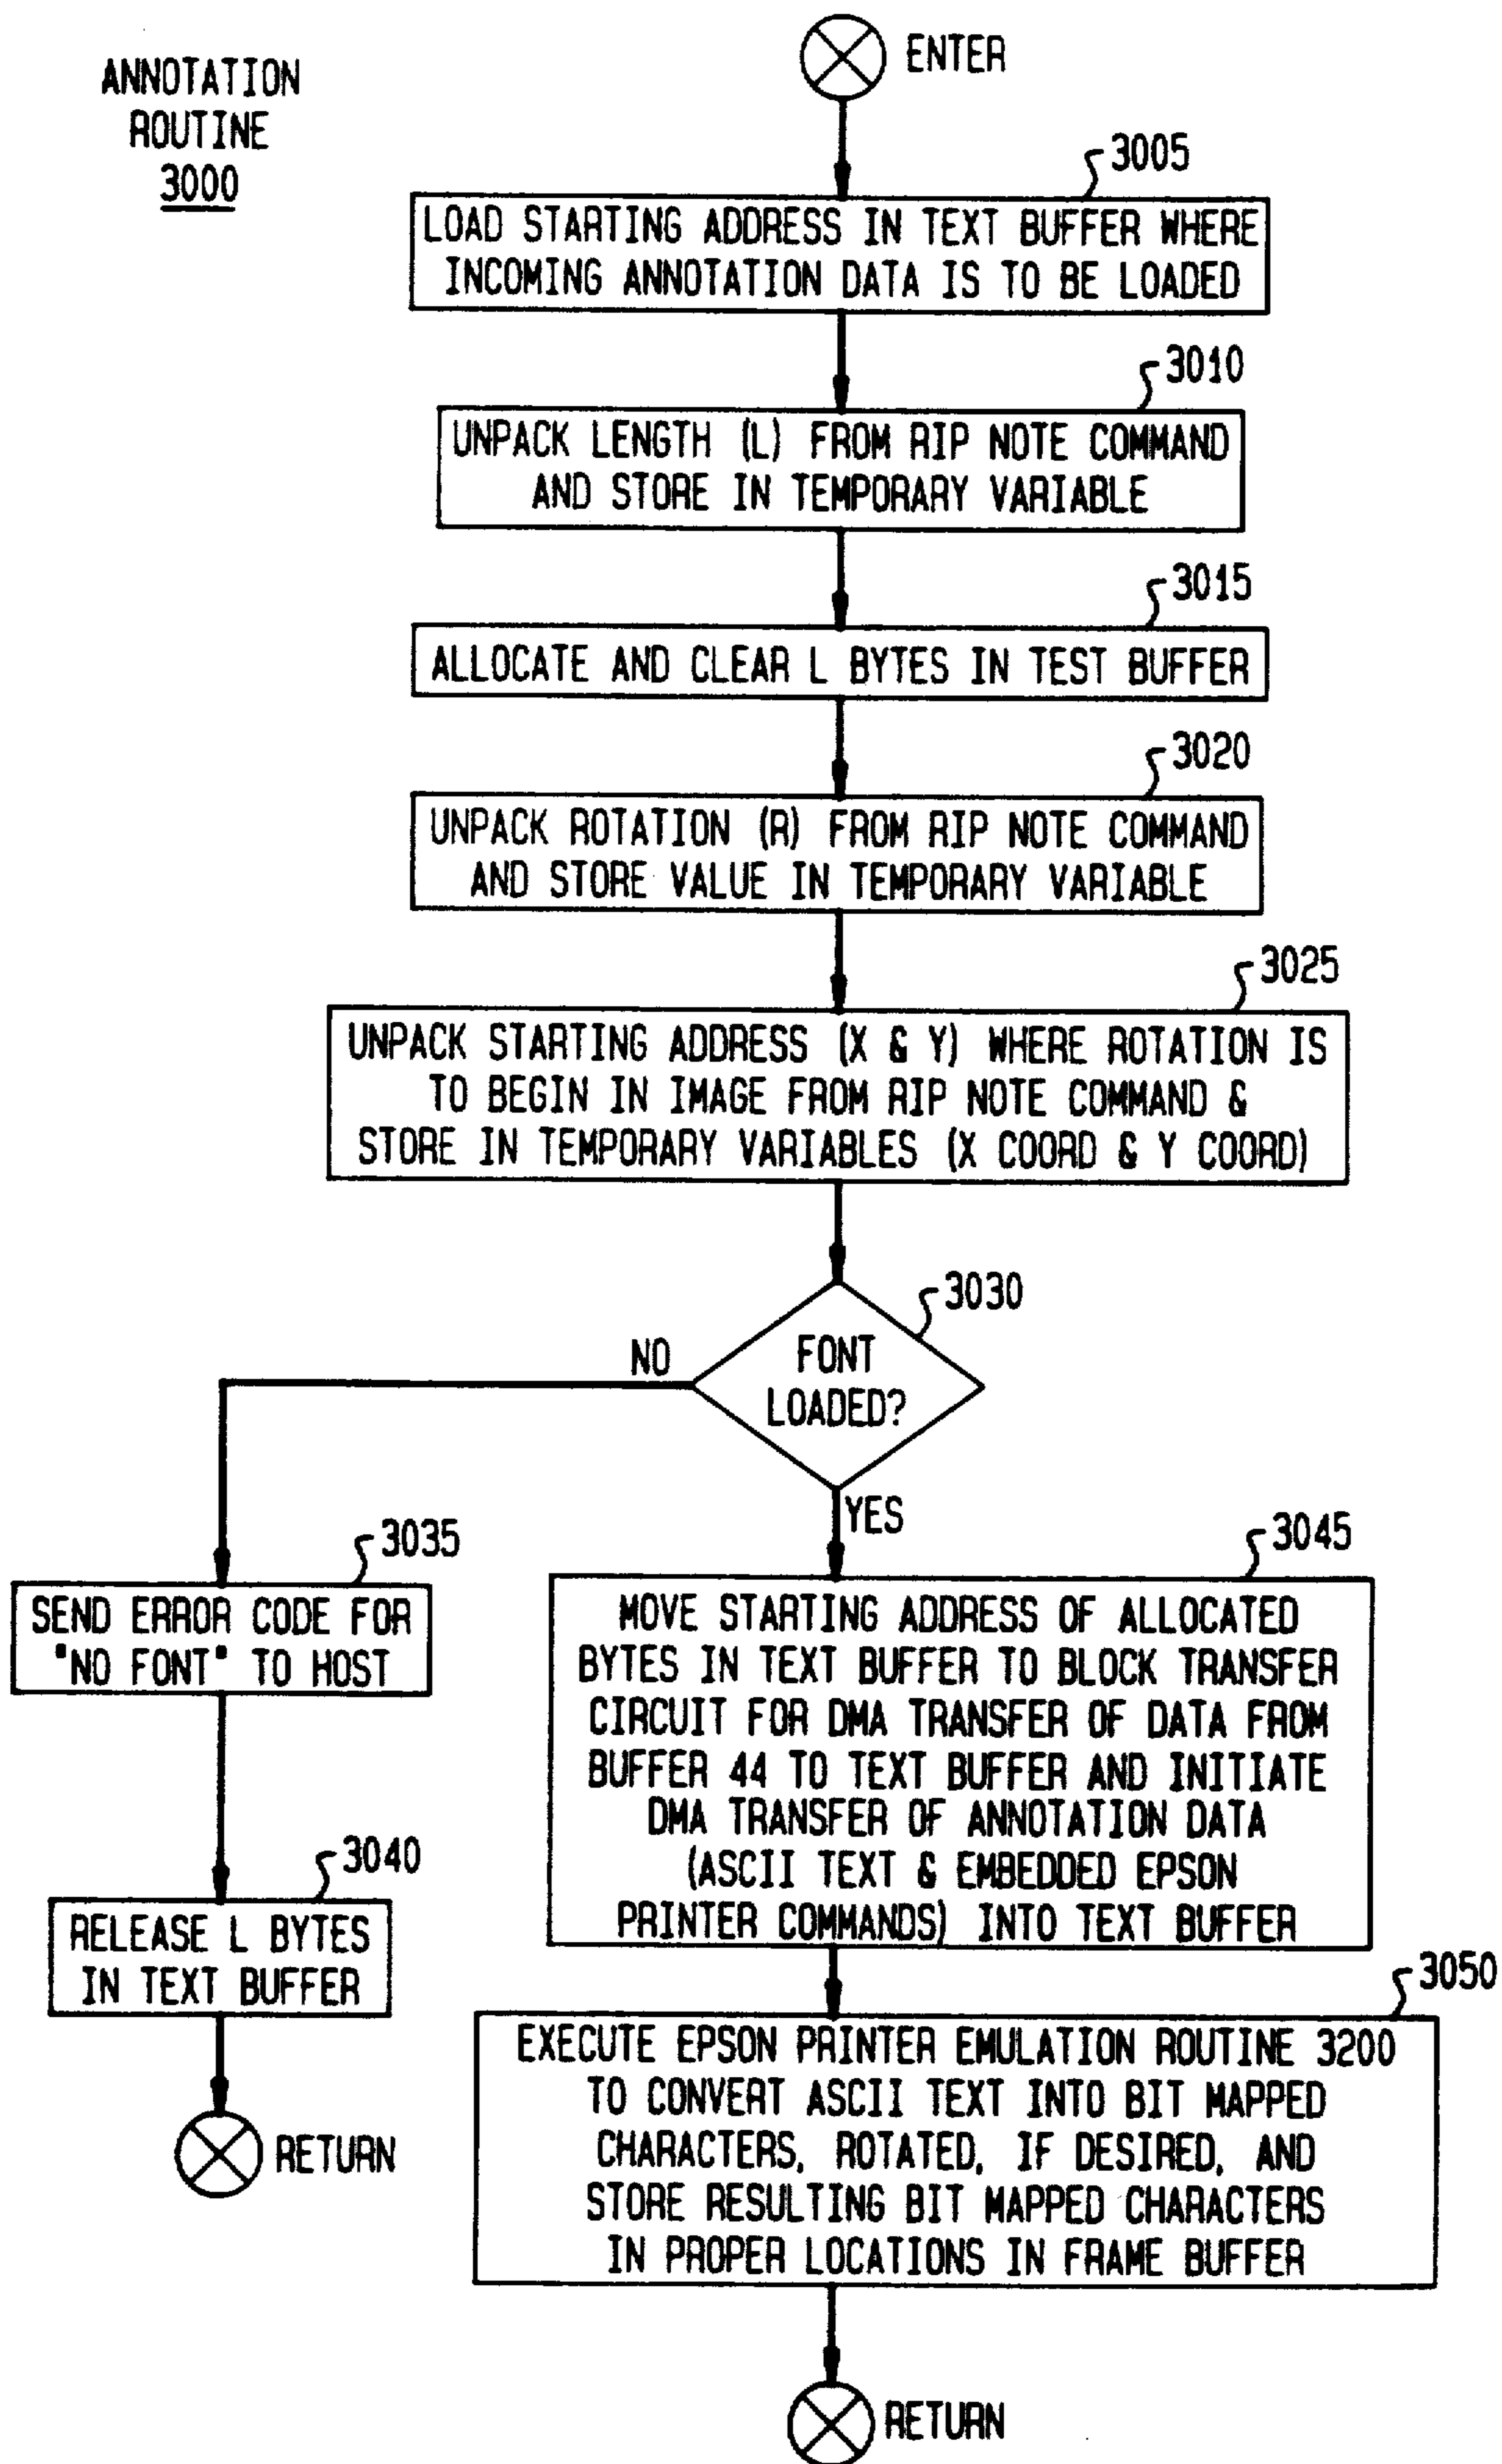 ANNOTATION
ROUTINE
3000
ENTER
3005
LOAD STARTING ADDRESS IN TEXT BUFFER WHERE
INCOMING ANNOTATION DATA IS TO BE LOADED
3010
UNPACK LENGTH (L) FROM RIP NOTE COMMAND
AND STORE IN TEMPORARY VARIABLE
3015
ALLOCATE AND CLEAR L BYTES IN TEST BUFFER
3020
UNPACK ROTATION (R) FROM RIP NOTE COMMAND
AND STORE VALUE IN TEMPORARY VARIABLE
3025
UNPACK STARTING ADDRESS (X & Y) WHERE ROTATION IS
TO BEGIN IN IMAGE FROM RIP NOTE COMMAND &
STORE IN TEMPORARY VARIABLES (X COORD & Y COORD)
3030
FONT
LOADED?
NO
YES
3035
SEND ERROR CODE FOR
"NO FONT" TO HOST
3040
RELEASE L BYTES
IN TEXT BUFFER
RETURN
3045
MOVE STARTING ADDRESS OF ALLOCATED
BYTES IN TEXT BUFFER TO BLOCK TRANSFER
CIRCUIT FOR DMA TRANSFER OF DATA FROM
BUFFER 44 TO TEXT BUFFER AND INITIATE
DMA TRANSFER OF ANNOTATION DATA
(ASCII TEXT & EMBEDDED EPSON
PRINTER COMMANDS) INTO TEXT BUFFER
3050
EXECUTE EPSON PRINTER EMULATION ROUTINE 3200
TO CONVERT ASCII TEXT INTO BIT MAPPED
CHARACTERS, ROTATED, IF DESIRED, AND
STORE RESULTING BIT MAPPED CHARACTERS
IN PROPER LOCATIONS IN FRAME BUFFER
RETURN